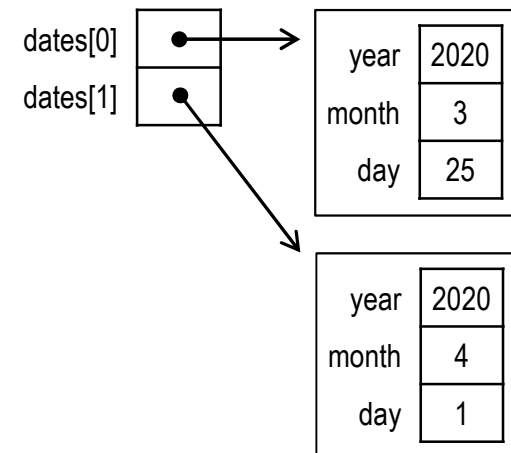 dates[0]
dates[1]
year 2020
month 3
day 25
year 2020
month 4
day 1